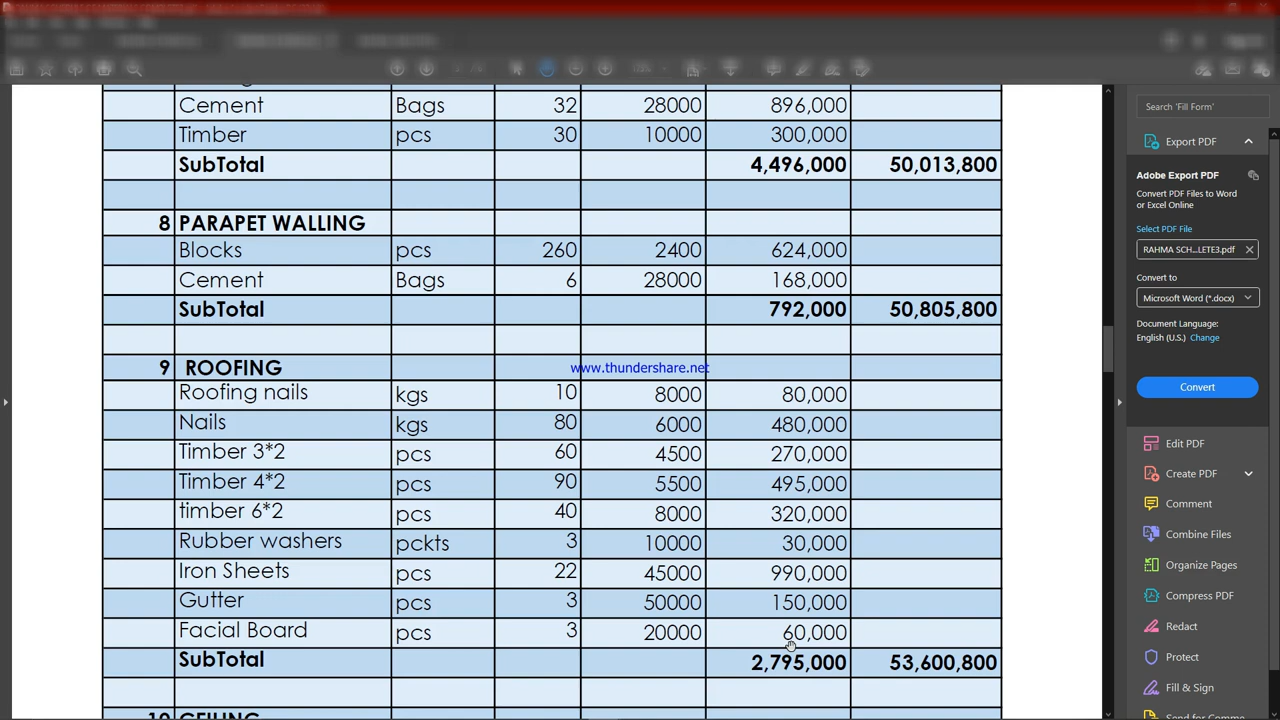 Cement Bags 32 28000 896,000
Timber pcs 30 10000 300,000
SubTotal 4,496,000 50,013,800
8 PARAPET WALLING
Blocks pcs 260 2400 624,000
Cement Bags 6 28000 168,000
SubTotal 792,000 50,805,800
9 ROOFING
www.thundershare.net
Roofing nails kgs 10 8000 80,000
Nails kgs 80 6000 480,000
Timber 3*2 pcs 60 4500 270,000
Timber 4*2 pcs 90 5500 495,000
timber 6*2 pcs 40 8000 320,000
Rubber washers pckts 3 10000 30,000
Iron Sheets pcs 22 45000 990,000
Gutter pcs 3 50000 150,000
Facial Board pcs 3 20000 60,000
SubTotal 2,795,000 53,600,800
10 CEILING
Search 'Fill Form'
Export PDF
Adobe Export PDF
Convert PDF Files to Word
or Excel Online
Select PDF File
RAHMA SCH...LETE3.pdf
Convert to
Microsoft Word (*.docx)
Document Language:
English (U.S.) Change
Convert
Edit PDF
Create PDF
Comment
Combine Files
Organize Pages
Compress PDF
Redact
Protect
Fill & Sign
Send for Comme